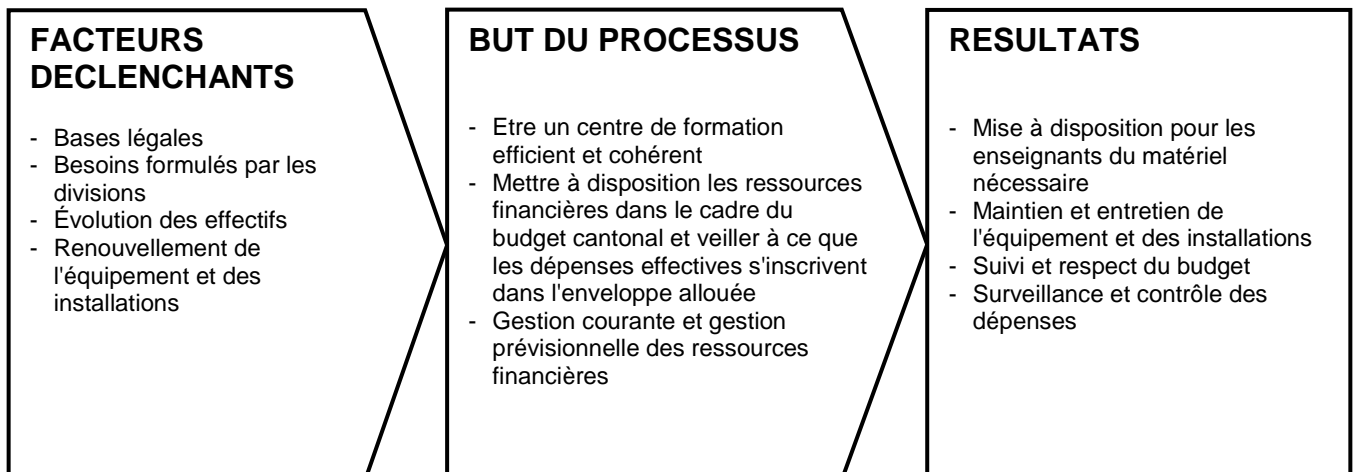 FACTEURS
DECLENCHANTS
- Bases légales
- Besoins formulés par les
divisions
- Évolution des effectifs
- Renouvellement de
l'équipement et des
installations
BUT DU PROCESSUS
- Etre un centre de formation
efficient et cohérent
- Mettre à disposition les ressources
financières dans le cadre du
budget cantonal et veiller à ce que
les dépenses effectives s'inscrivent
dans l'enveloppe allouée
- Gestion courante et gestion
prévisionnelle des ressources
financières
RESULTATS
- Mise à disposition pour les
enseignants du matériel
nécessaire
- Maintien et entretien de
l'équipement et des installations
- Suivi et respect du budget
- Surveillance et contrôle des
dépenses